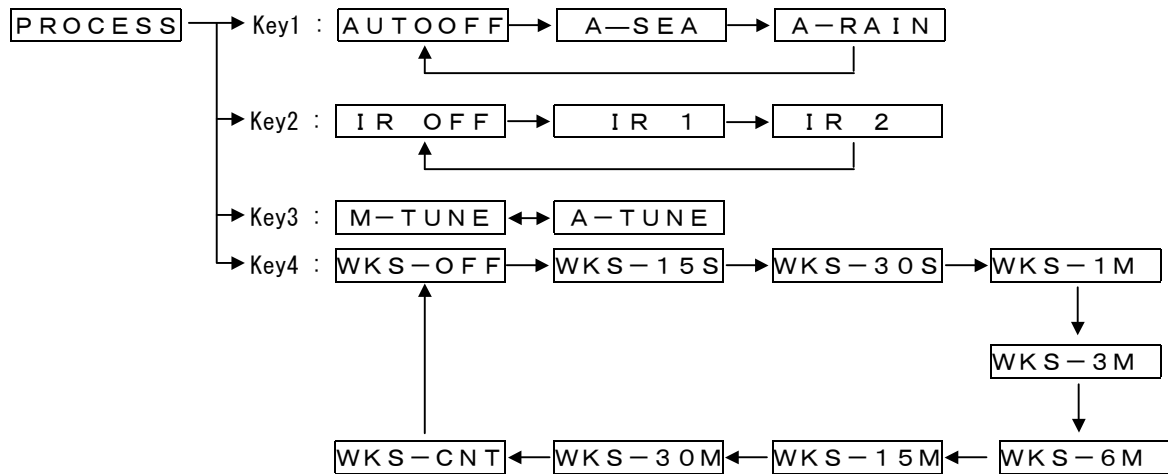 PROCESS Key1 : AUTOOFF A—SEA A－RAIN
Key2 : IR OFF IR 1 IR 2
Key3 : M－TUNE A－TUNE
Key4 : WKS－OFF WKS－15S WKS－30S WKS－1M
WKS－3M
WKS－CNT WKS－30M WKS－15M WKS－6M